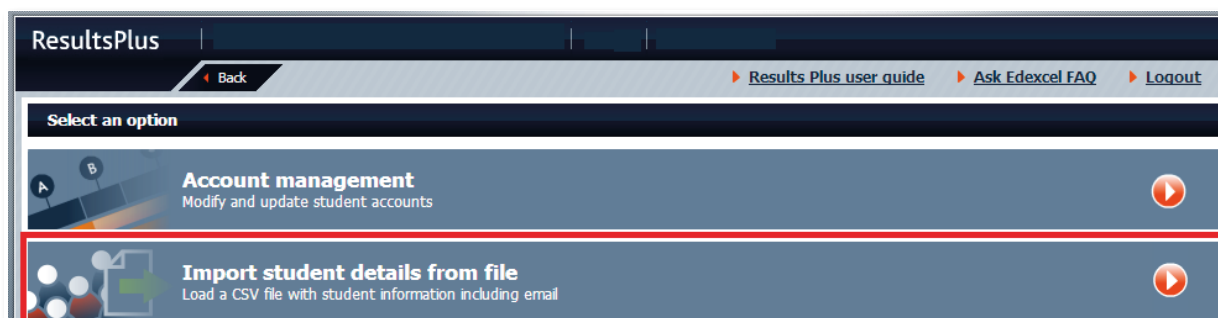 ResultsPlus
Back
Results Plus user guide
Ask Edexcel FAQ
Logout
Select an option
A
B
Account management
Modify and update student accounts
Import student details from file
Load a CSV file with student information including email